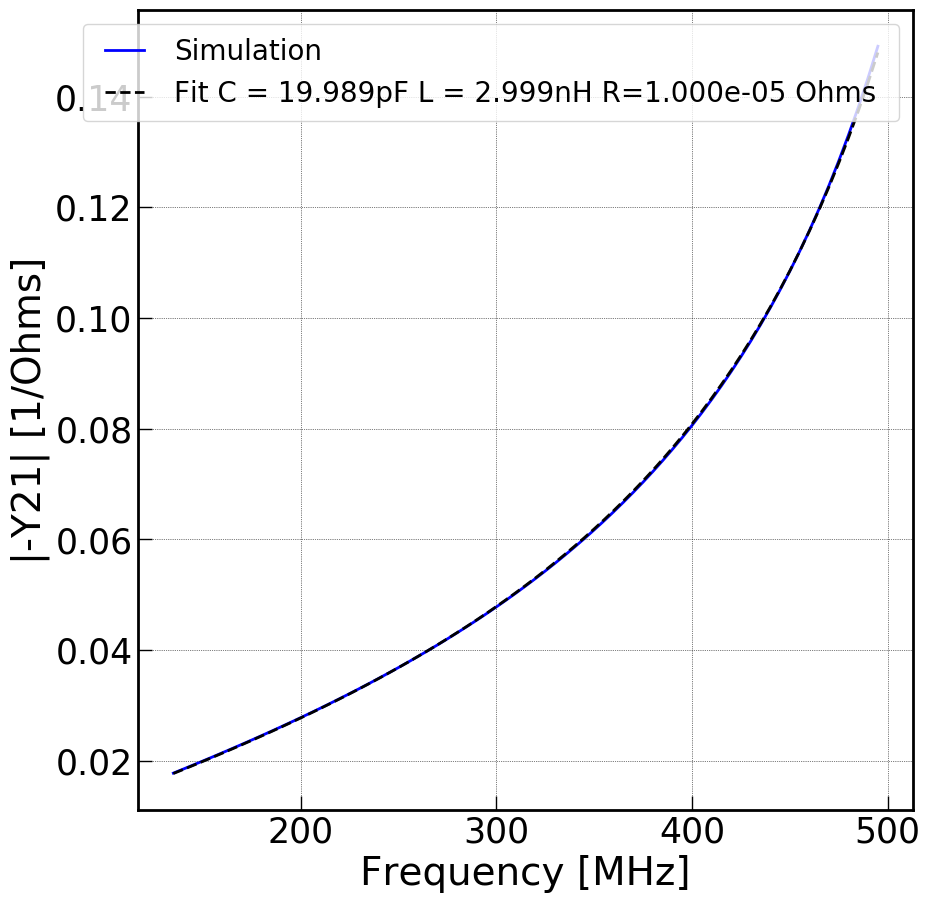 Simulation
Fit C = 19.989pF L = 2.999nH R=1.000e-05 Ohms
0.14
0.12
0.10
0.08
0.06
0.04
0.02
|-Y21| [1/Ohms]
200 300 400 500
Frequency [MHz]